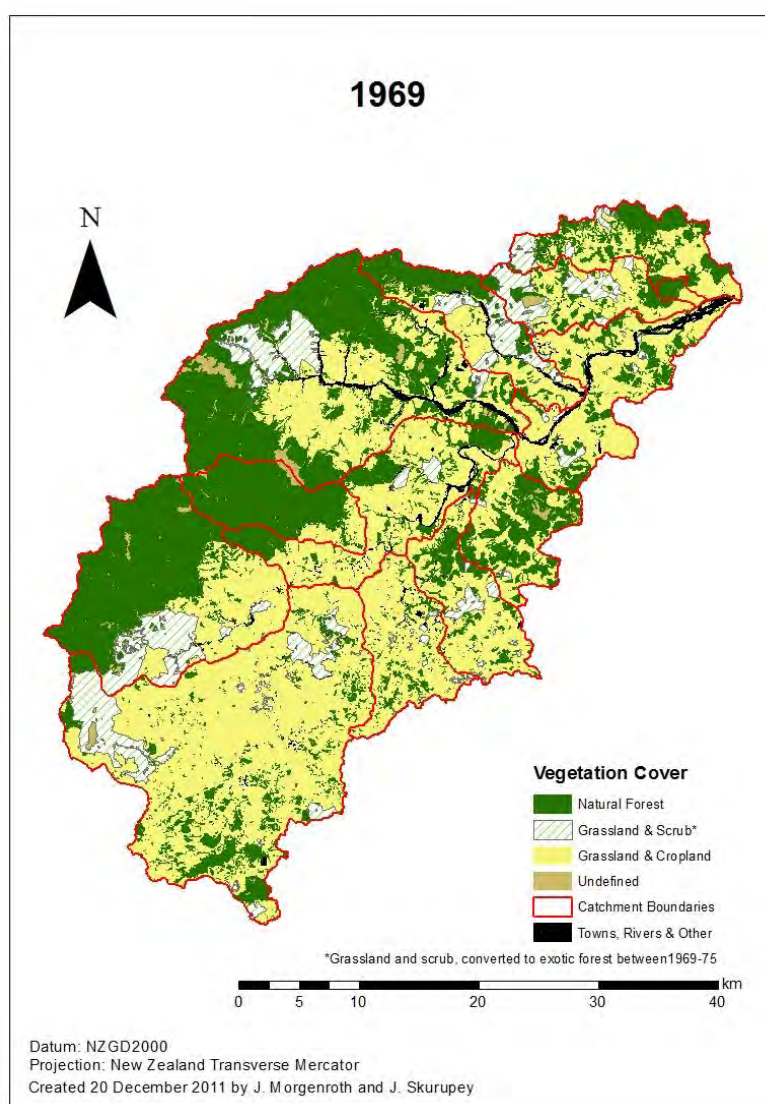 1969
N
Vegetation Cover
Natural Forest
Grassland & Scrub*
Grassland & Cropland
Undefined
Catchment Boundaries
Towns, Rivers & Other
*Grassland and scrub, converted to exotic forest between1969-75
km
0 5 10 20 30 40
Datum: NZGD2000
Projection: New Zealand Transverse Mercator
Created 20 December 2011 by J. Morgenroth and J. Skurupey